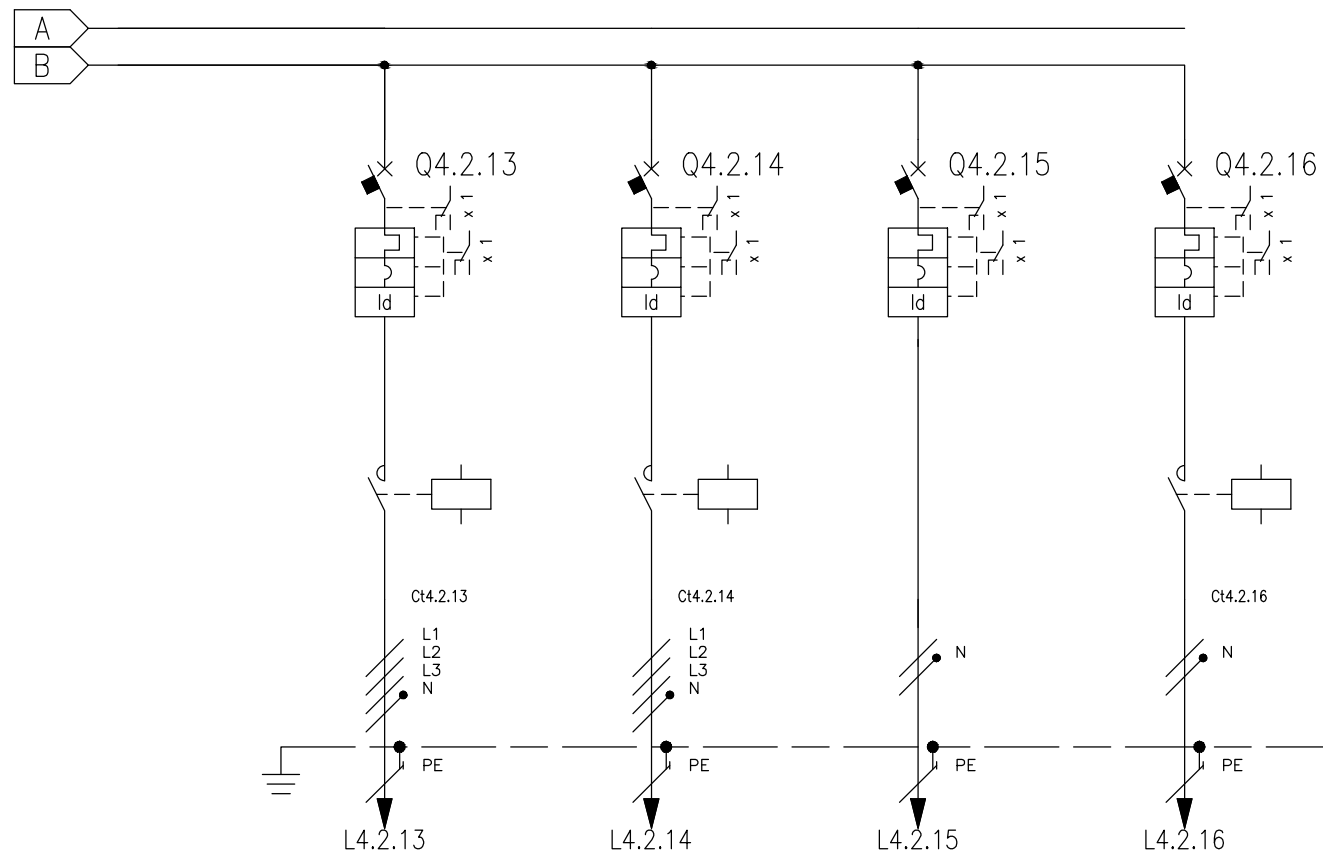 A
B
Q4.2.13
Q4.2.14
Q4.2.15
Q4.2.16
x 1
x 1
x 1
x 1
x 1
x 1
x 1
x 1
Id
Id
Id
Id
Ct4.2.13
Ct4.2.14
Ct4.2.16
L1
L2
L3
N
L1
L2
L3
N
N
N
PE
PE
PE
PE
L4.2.13
L4.2.14
L4.2.15
L4.2.16